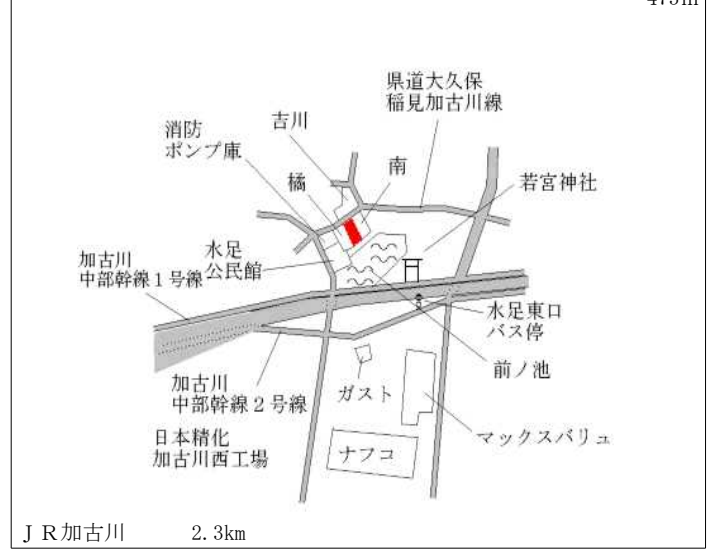 県道大久保
稲見加古川線
吉川
消防
ポンプ庫
橘
南
若宮神社
水足
公民館
加古川
中部幹線１号線
水足東口
バス停
前ノ池
加古川
中部幹線２号線
ガスト
マックスバリュ
日本精化
加古川西工場
ナフコ
ＪＲ加古川 2.3km